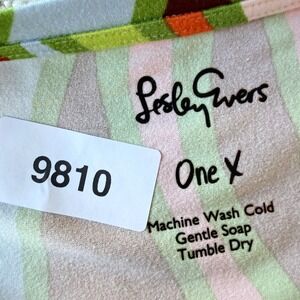 Lesley Evers
9810
One X
Machine Wash Cold
Gentle Soap
Tumble Dry